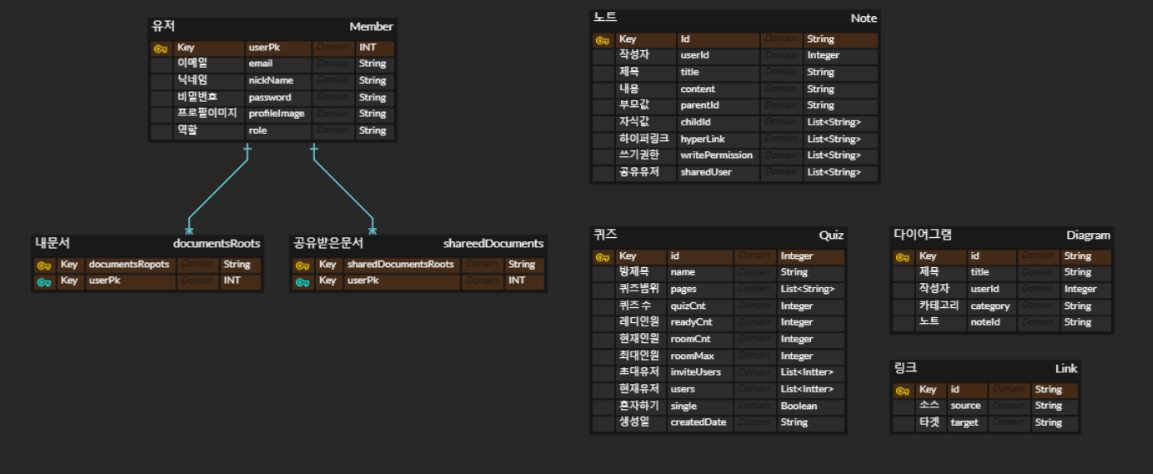 유저 Member
Key userPk Domain INT
이메일 email Domain String
닉네임 nickName Domain String
비밀번호 password Domain String
프로필이미지 profileImage Domain String
역할 role Domain String
내문서 documentsRoots
Key documentsRopots Domain String
Key userPk Domain INT
공유받은문서 shareedDocuments
Key sharedDocumentsRoots Domain String
Key userPk Domain INT
노트 Note
Key Id Domain String
작성자 userId Domain Integer
제목 title Domain String
내용 content Domain String
부모값 parentId Domain String
자식값 childId Domain List<String>
하이퍼링크 hyperLink Domain List<String>
쓰기권한 writePermission Domain List<String>
공유유저 sharedUser Domain List<String>
퀴즈 Quiz
Key id Domain Integer
방제목 name Domain String
퀴즈범위 pages Domain List<String>
퀴즈 수 quizCnt Domain Integer
레디인원 readyCnt Domain Integer
현재인원 roomCnt Domain Integer
최대인원 roomMax Domain Integer
초대유저 inviteUsers Domain List<Intter>
현재유저 users Domain List<Intter>
혼자하기 single Domain Boolean
생성일 createdDate Domain String
다이어그램 Diagram
Key id Domain String
제목 title Domain String
작성자 userId Domain Integer
카테고리 category Domain String
노트 noteId Domain String
링크 Link
Key id Domain String
소스 source Domain String
타겟 target Domain String